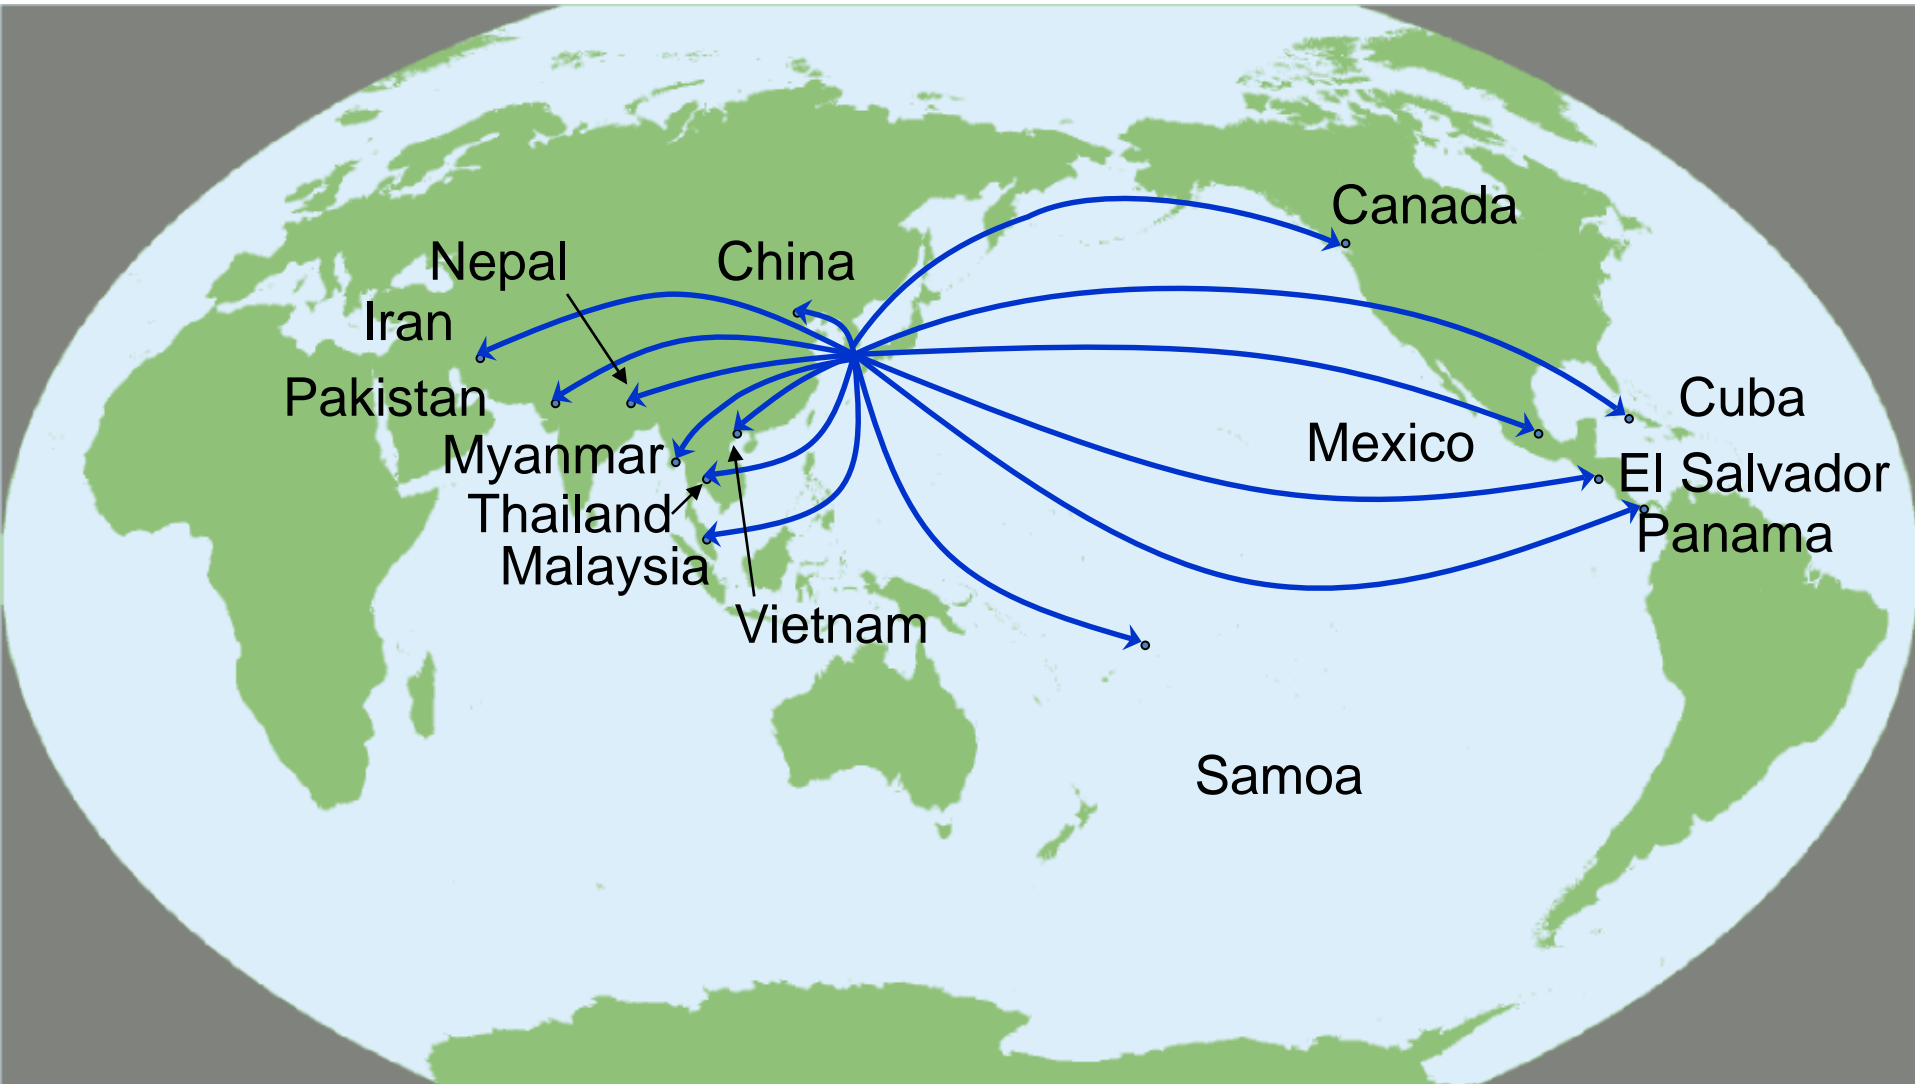 Canada
Nepal
China
Iran
Pakistan
Cuba
Mexico
Myanmar
El Salvador
Thailand
Panama
Malaysia
Vietnam
Samoa